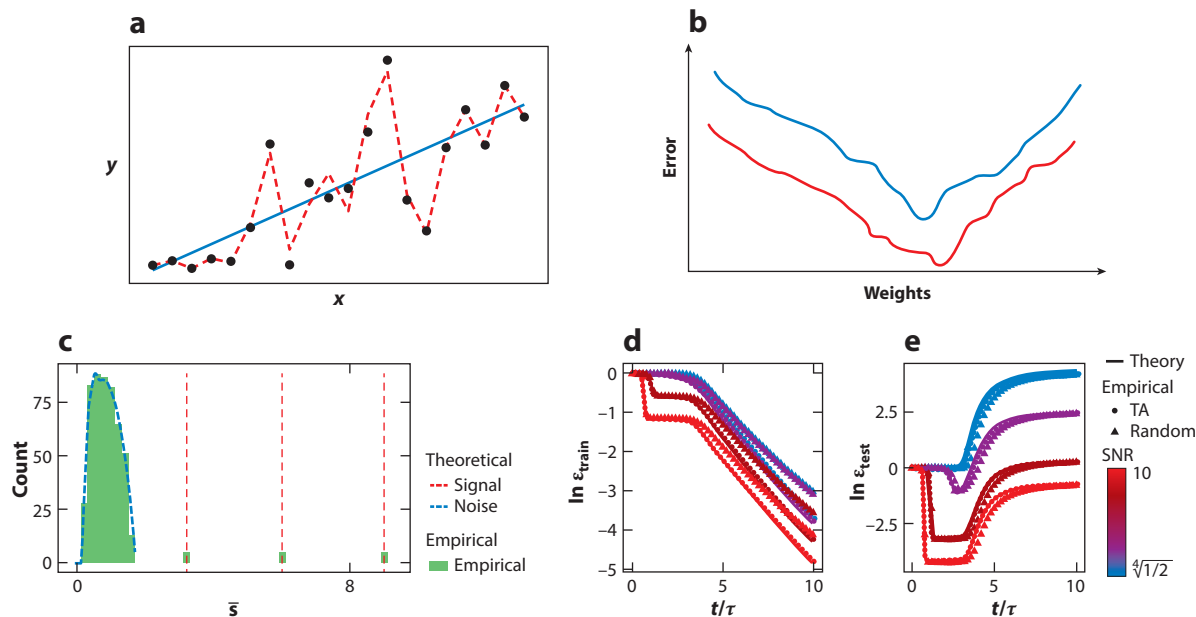 a
y
x
b
Error
Weights
c
75
50
25
0
Count
0
8
s̄
Theoretical
Signal
Noise
Empirical
Empirical
d
0
−1
−2
−3
−4
−5
ln ε_train
0
5
10
t/τ
e
2.5
0
−2.5
ln ε_test
0
5
10
t/τ
Theory
Empirical
TA
Random
SNR
10
∜1/2